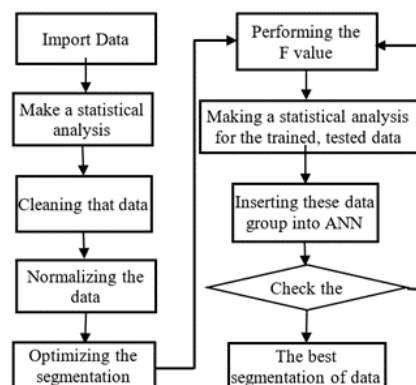 Import Data
Make a statistical
analysis
Cleaning that data
Normalizing the
data
Optimizing the
segmentation
Performing the
F value
Making a statistical analysis
for the trained, tested data
Inserting these data
group into ANN
Check the
The best
segmentation of data